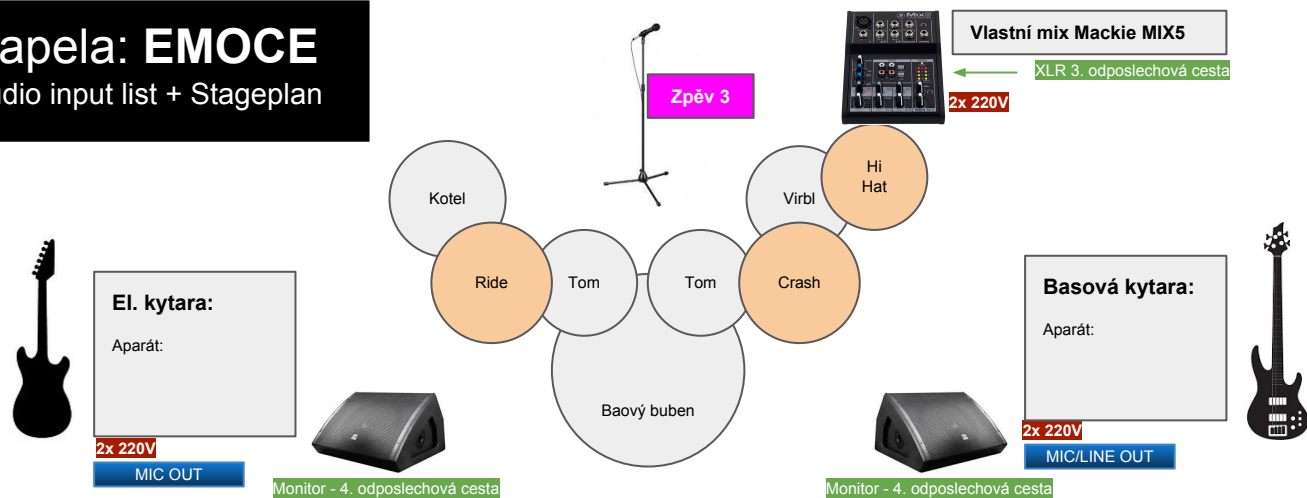 apela: EMOCE
udio input list + Stageplan
Zpěv 3
Vlastní mix Mackie MIX5
XLR 3. odposlechová cesta
2x 220V
Kotel
Virbl
Hi
Hat
Ride
Tom
Tom
Crash
Baový buben
El. kytara:
Aparát:
2x 220V
MIC OUT
Monitor - 4. odposlechová cesta
Basová kytara:
Aparát:
2x 220V
MIC/LINE OUT
Monitor - 4. odposlechová cesta